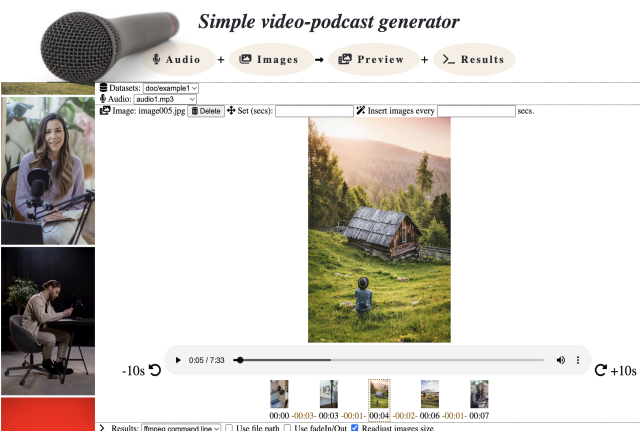 Simple video-podcast generator
Audio + Images → Preview + Results
Datasets: doc/example1
Audio: audio1.mp3
Image: image005.jpg Delete Set (secs): Insert images every secs.
-10s 0:05 / 7:33 +10s
00:00 -00:03- 00:03 -00:01- 00:04 -00:02- 00:06 -00:01- 00:07
Results: ffmpeg command line Use file path Use fadeIn/Out Readjust images size